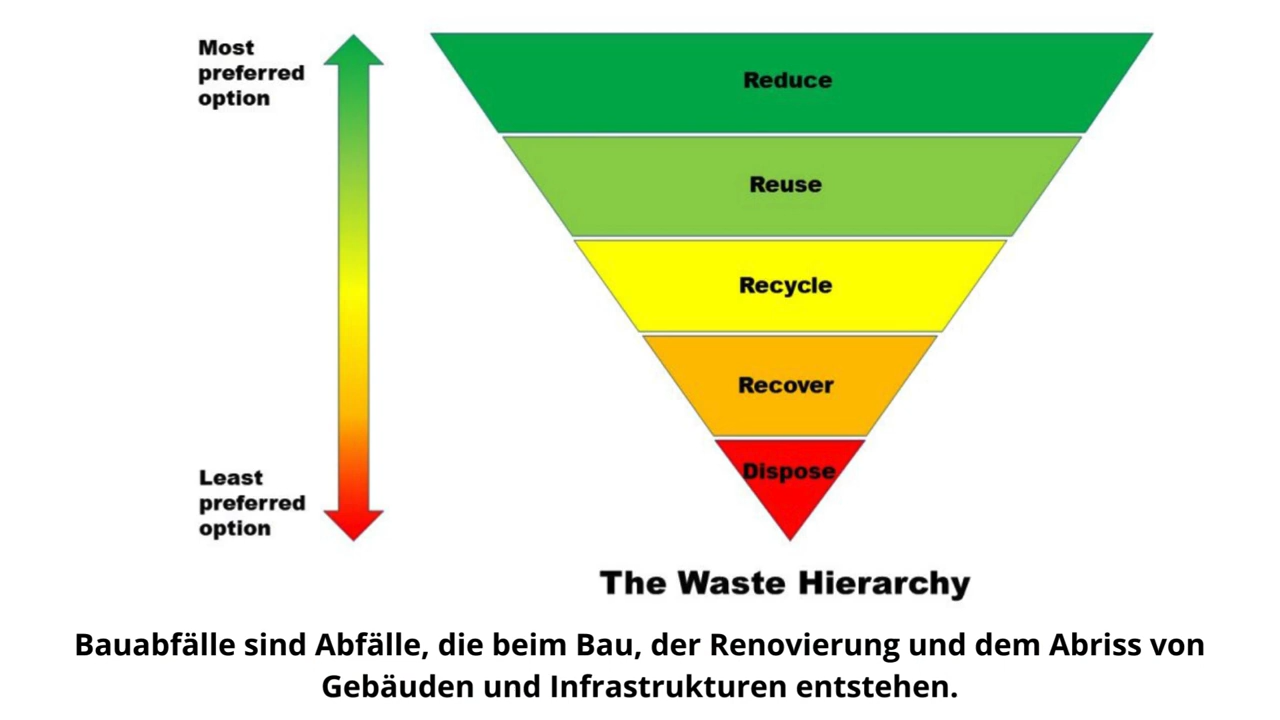 Most
preferred
option
Reduce
Reuse
Recycle
Recover
Dispose
Least
preferred
option
The Waste Hierarchy
Bauabfälle sind Abfälle, die beim Bau, der Renovierung und dem Abriss von
Gebäuden und Infrastrukturen entstehen.